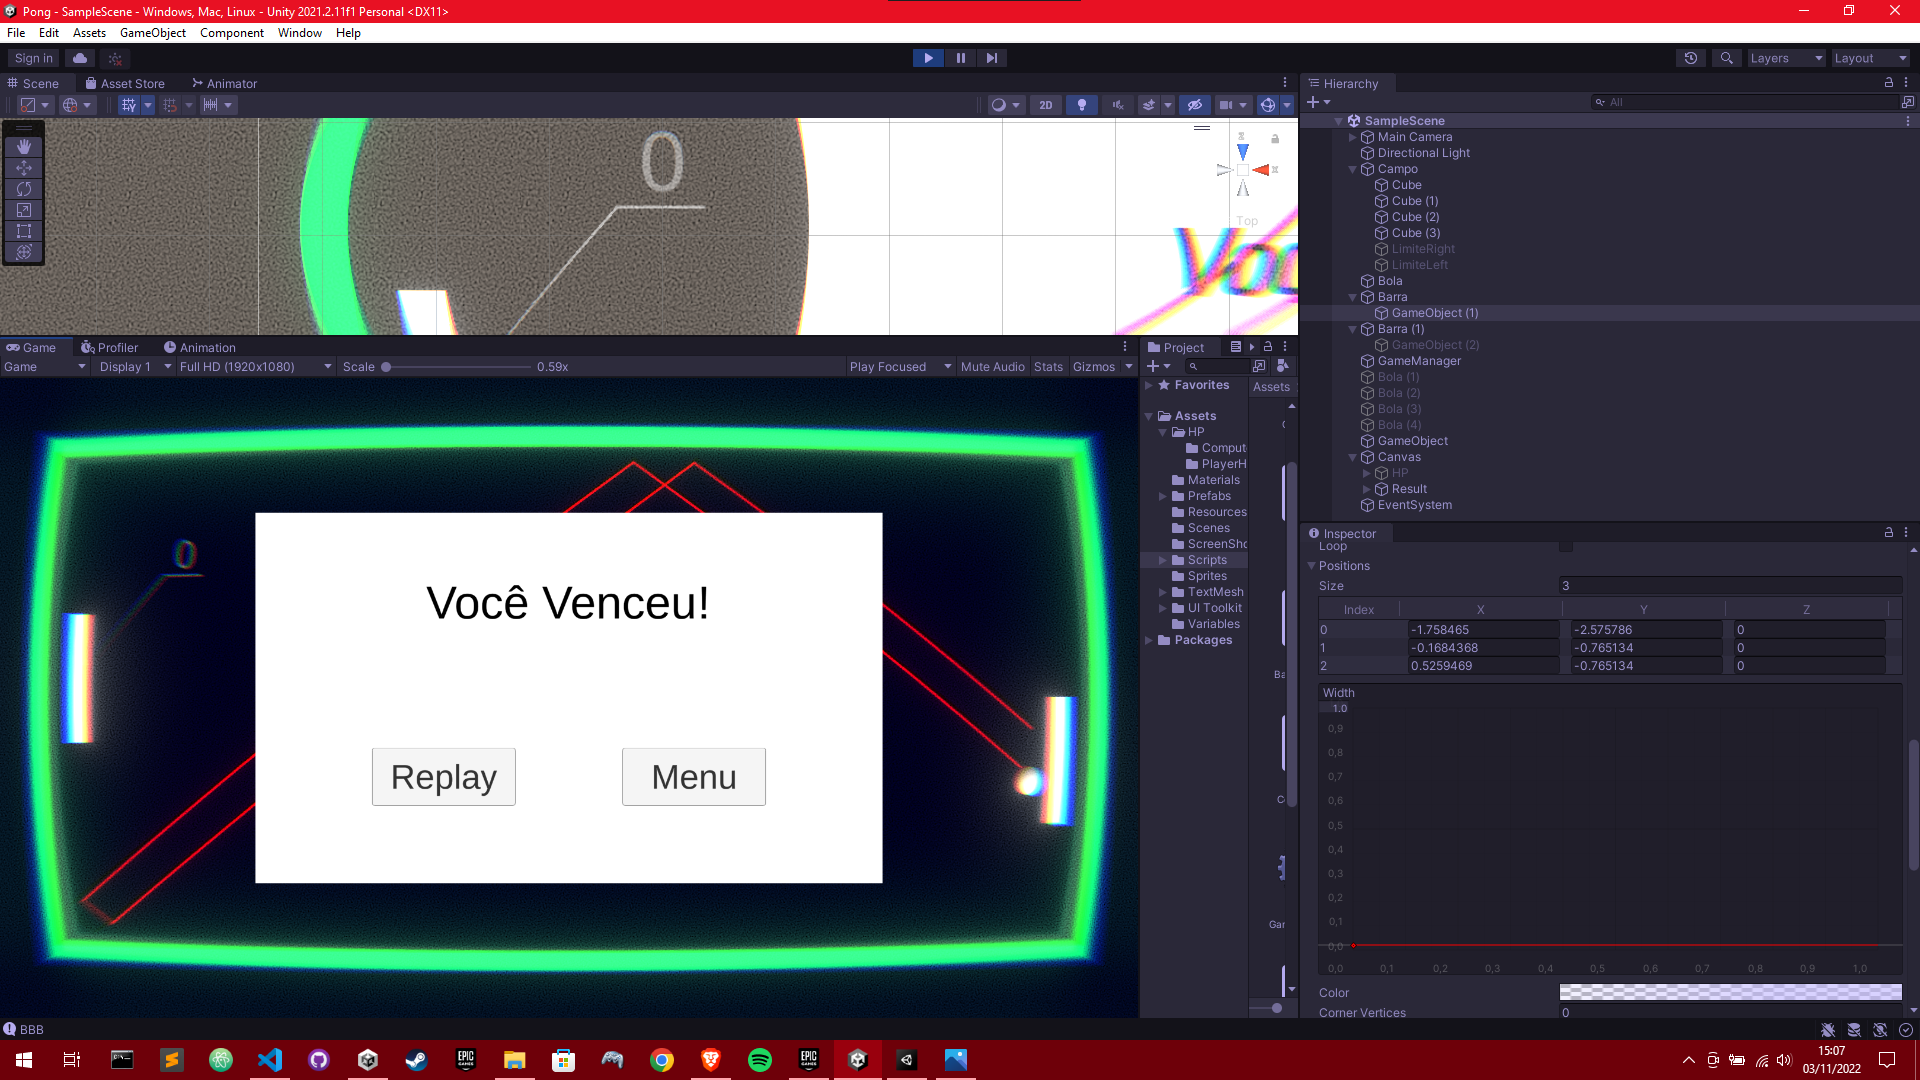 Pong - SampleScene - Windows, Mac, Linux - Unity 2021.2.11f1 Personal <DX11>
File Edit Assets GameObject Component Window Help
Sign in
Layers
Layout
Scene
Asset Store
Animator
2D
0
Top
Game
Profiler
Animation
Game
Display 1
Full HD (1920x1080)
Scale
0.59x
Play Focused
Mute Audio
Stats
Gizmos
0
Você Venceu!
Replay
Menu
Project
Favorites
Assets
HP
Comput
PlayerH
Materials
Prefabs
Resources
Scenes
ScreenSho
Scripts
Sprites
TextMesh
UI Toolkit
Variables
Packages
Assets
Ba
Gar
Hierarchy
All
SampleScene
Main Camera
Directional Light
Campo
Cube
Cube (1)
Cube (2)
Cube (3)
LimiteRight
LimiteLeft
Bola
Barra
GameObject (1)
Barra (1)
GameObject (2)
GameManager
Bola (1)
Bola (2)
Bola (3)
Bola (4)
GameObject
Canvas
HP
Result
EventSystem
Inspector
Loop
Positions
Size 3
Index X Y Z
0 -1.758465 -2.575786 0
1 -0.1684368 -0.765134 0
2 0.5259469 -0.765134 0
Width
1.0
0,9
0,8
0,7
0,6
0,5
0,4
0,3
0,2
0,1
0,0
0,0 0,1 0,2 0,3 0,4 0,5 0,6 0,7 0,8 0,9 1,0
Color
Corner Vertices 0
BBB
EPIC GAMES
EPIC GAMES
15:07
03/11/2022